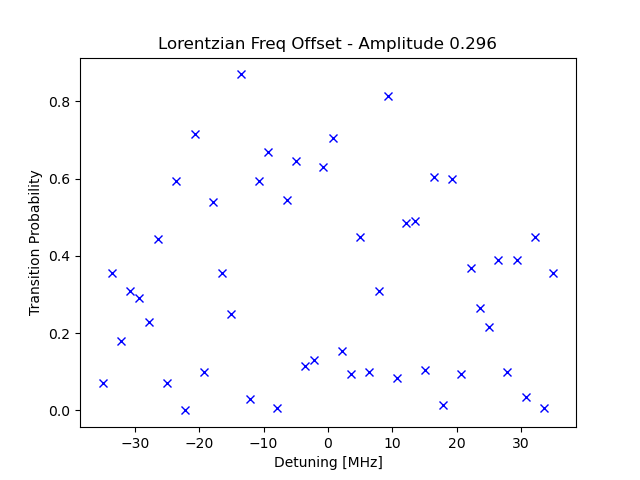 Lorentzian Freq Offset - Amplitude 0.296
Transition Probability
0.8
0.6
0.4
0.2
0.0
−30 −20 −10 0 10 20 30
Detuning [MHz]